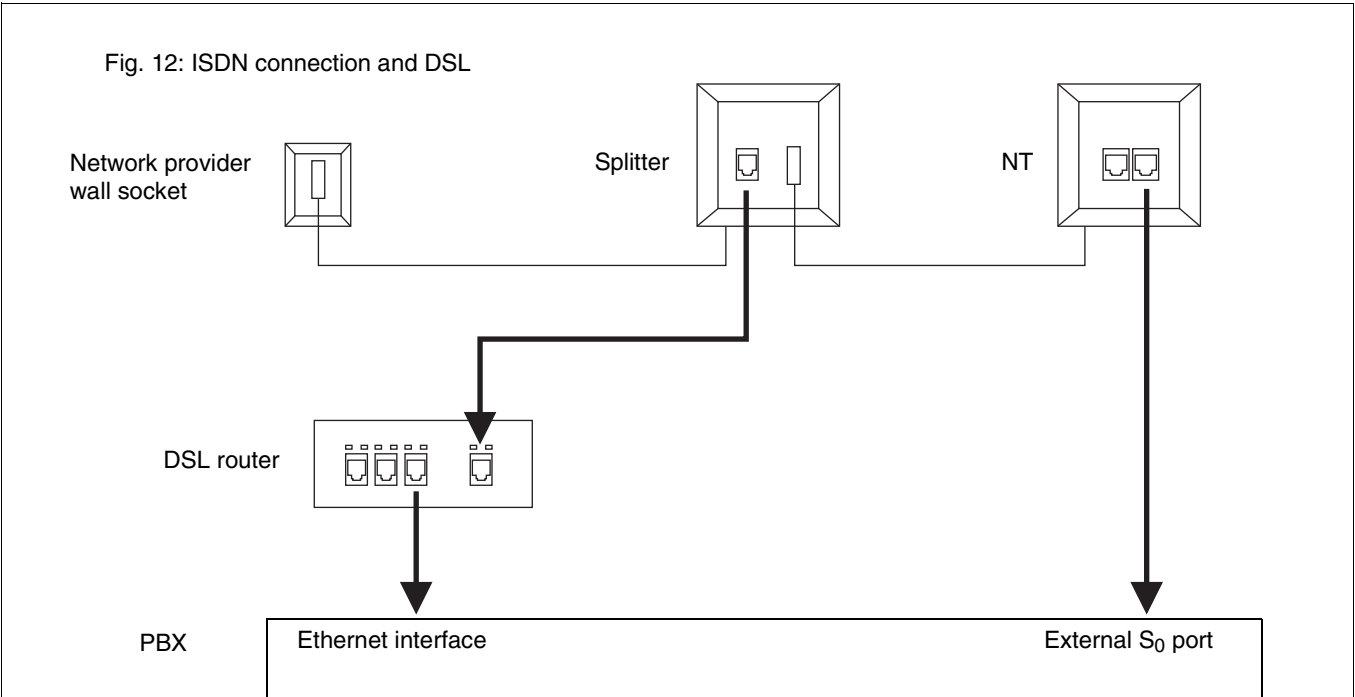 Fig. 12: ISDN connection and DSL
Network provider
wall socket
Splitter
NT
DSL router
PBX
Ethernet interface
External S0 port